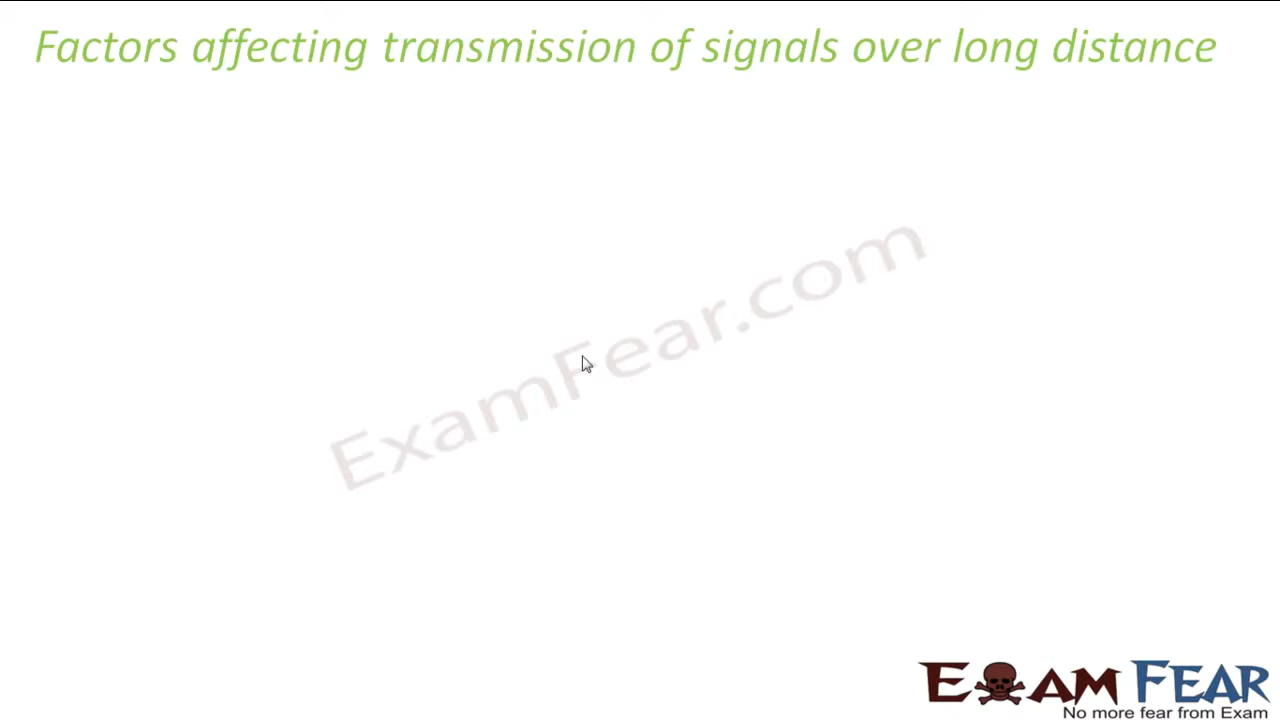 Factors affecting transmission of signals over long distance
ExamFear.com
EXAM FEAR
No more fear from Exam